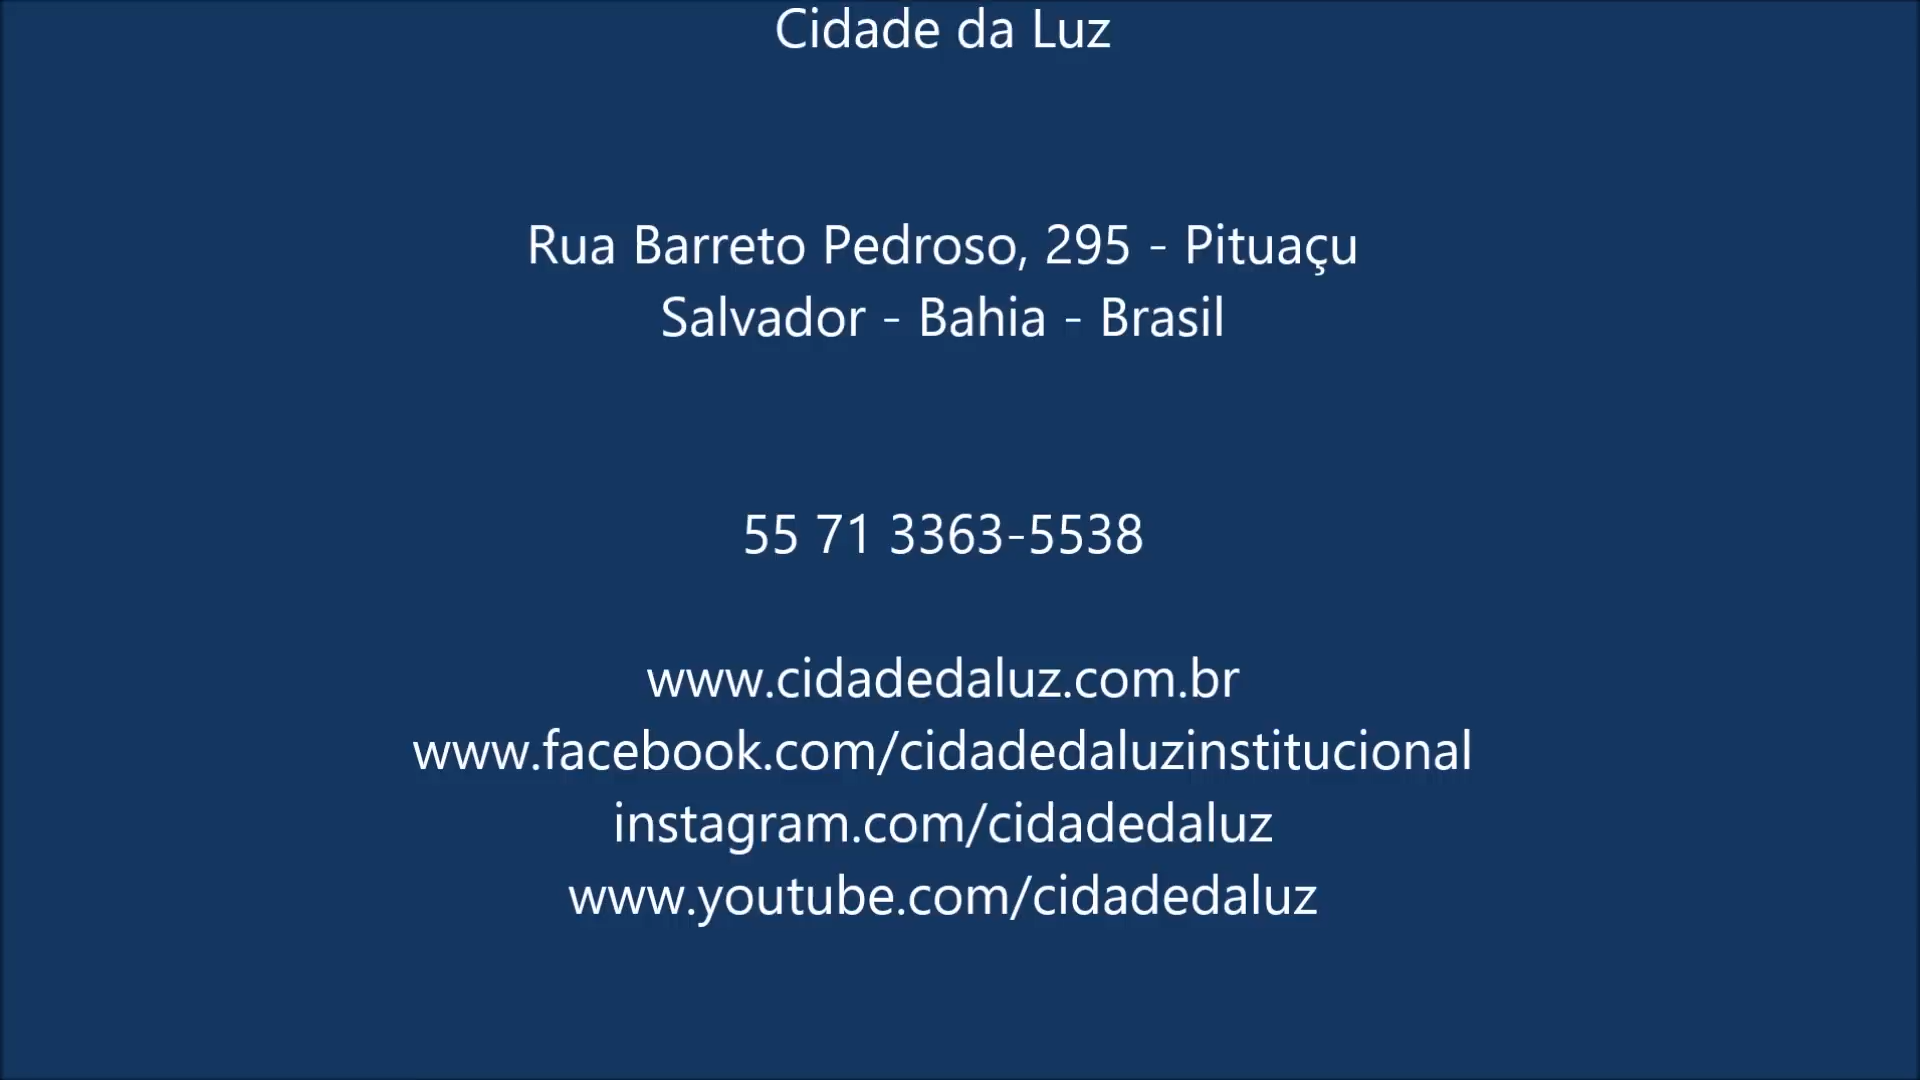 Cidade da Luz
Rua Barreto Pedroso, 295 - Pituaçu
Salvador - Bahia - Brasil
55 71 3363-5538
www.cidadedaluz.com.br
www.facebook.com/cidadedaluzinstitucional
instagram.com/cidadedaluz
www.youtube.com/cidadedaluz